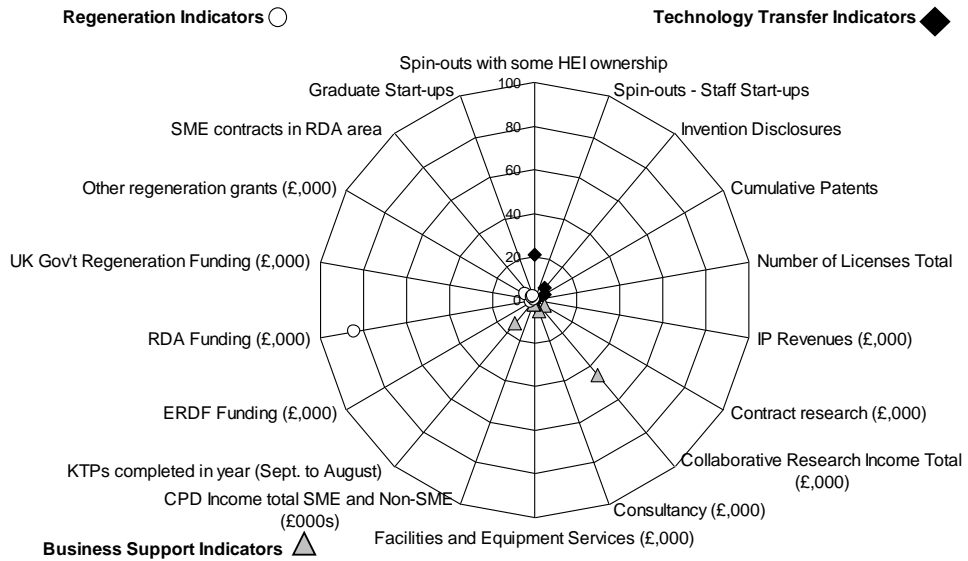 Regeneration Indicators
Technology Transfer Indicators
Spin-outs with some HEI ownership
100
Graduate Start-ups
Spin-outs - Staff Start-ups
SME contracts in RDA area
Invention Disclosures
80
60
Other regeneration grants (£,000)
Cumulative Patents
40
UK Gov't Regeneration Funding (£,000)
Number of Licenses Total
20
0
RDA Funding (£,000)
IP Revenues (£,000)
ERDF Funding (£,000)
Contract research (£,000)
KTPs completed in year (Sept. to August)
Collaborative Research Income Total
(£,000)
CPD Income total SME and Non-SME
(£000s)
Consultancy (£,000)
Facilities and Equipment Services (£,000)
Business Support Indicators